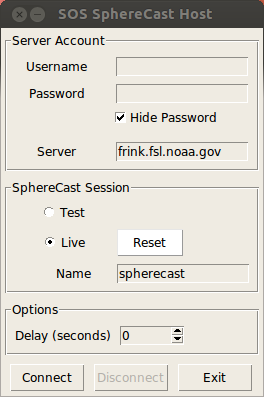 SOS SphereCast Host
Server Account
Username
Password
Hide Password
Server frink.fsl.noaa.gov
SphereCast Session
Test
Live Reset
Name spherecast
Options
Delay (seconds) 0
Connect Disconnect Exit